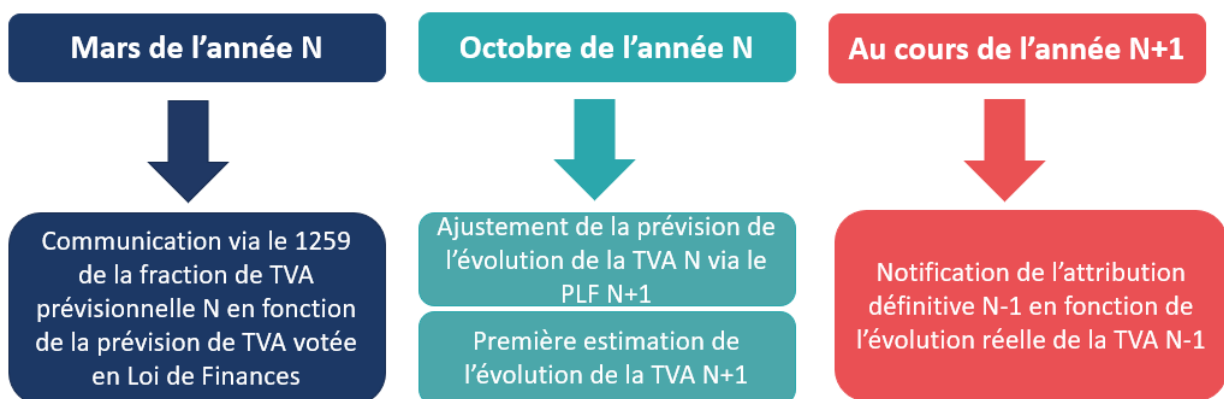 Mars de l'année N
Octobre de l'année N
Au cours de l'année N+1
Communication via le 1259
de la fraction de TVA
prévisionnelle N en fonction
de la prévision de TVA votée
en Loi de Finances
Ajustement de la prévision de
l'évolution de la TVA N via le
PLF N+1
Première estimation de
l'évolution de la TVA N+1
Notification de l'attribution
définitive N-1 en fonction de
l'évolution réelle de la TVA N-1